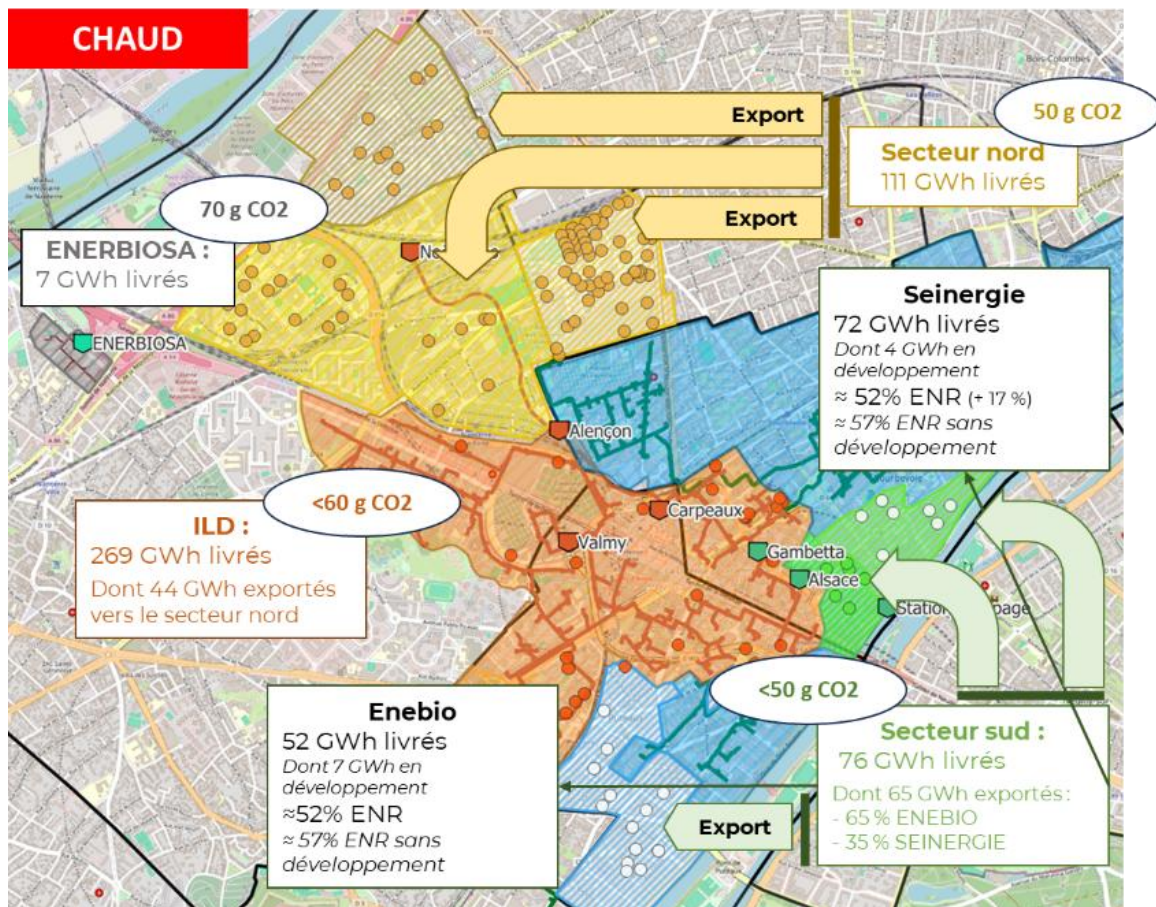 CHAUD
Export
50 g CO2
Secteur nord
111 GWh livrés
70 g CO2
Export
ENERBIOSA :
7 GWh livrés
ENERBIOSA
Seinergie
72 GWh livrés
Dont 4 GWh en
développement
≈ 52% ENR (+ 17 %)
≈ 57% ENR sans
développement
Alençon
<60 g CO2
Carpeaux
ILD :
269 GWh livrés
Dont 44 GWh exportés
vers le secteur nord
Valmy
Gambetta
Alsace
<50 g CO2
Enebio
52 GWh livrés
Dont 7 GWh en
développement
≈52% ENR
≈ 57% ENR sans
développement
Secteur sud :
76 GWh livrés
Dont 65 GWh exportés :
- 65 % ENEBIO
- 35 % SEINERGIE
Export